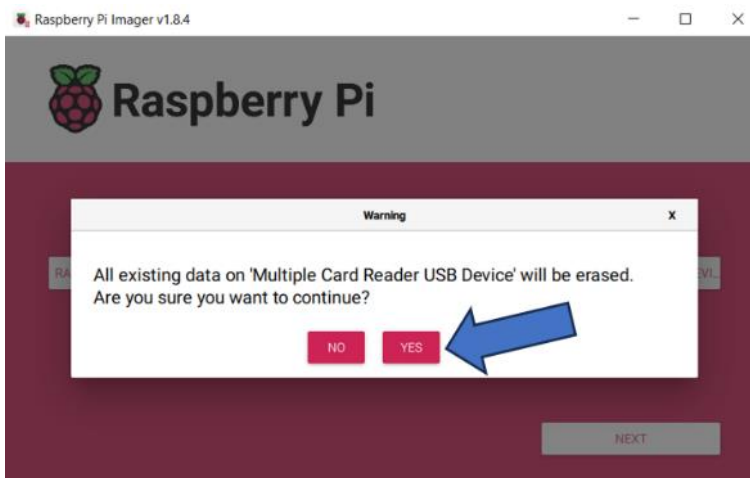 Raspberry Pi Imager v1.8.4
Raspberry Pi
Warning
X
All existing data on 'Multiple Card Reader USB Device' will be erased.
Are you sure you want to continue?
NO
YES
NEXT